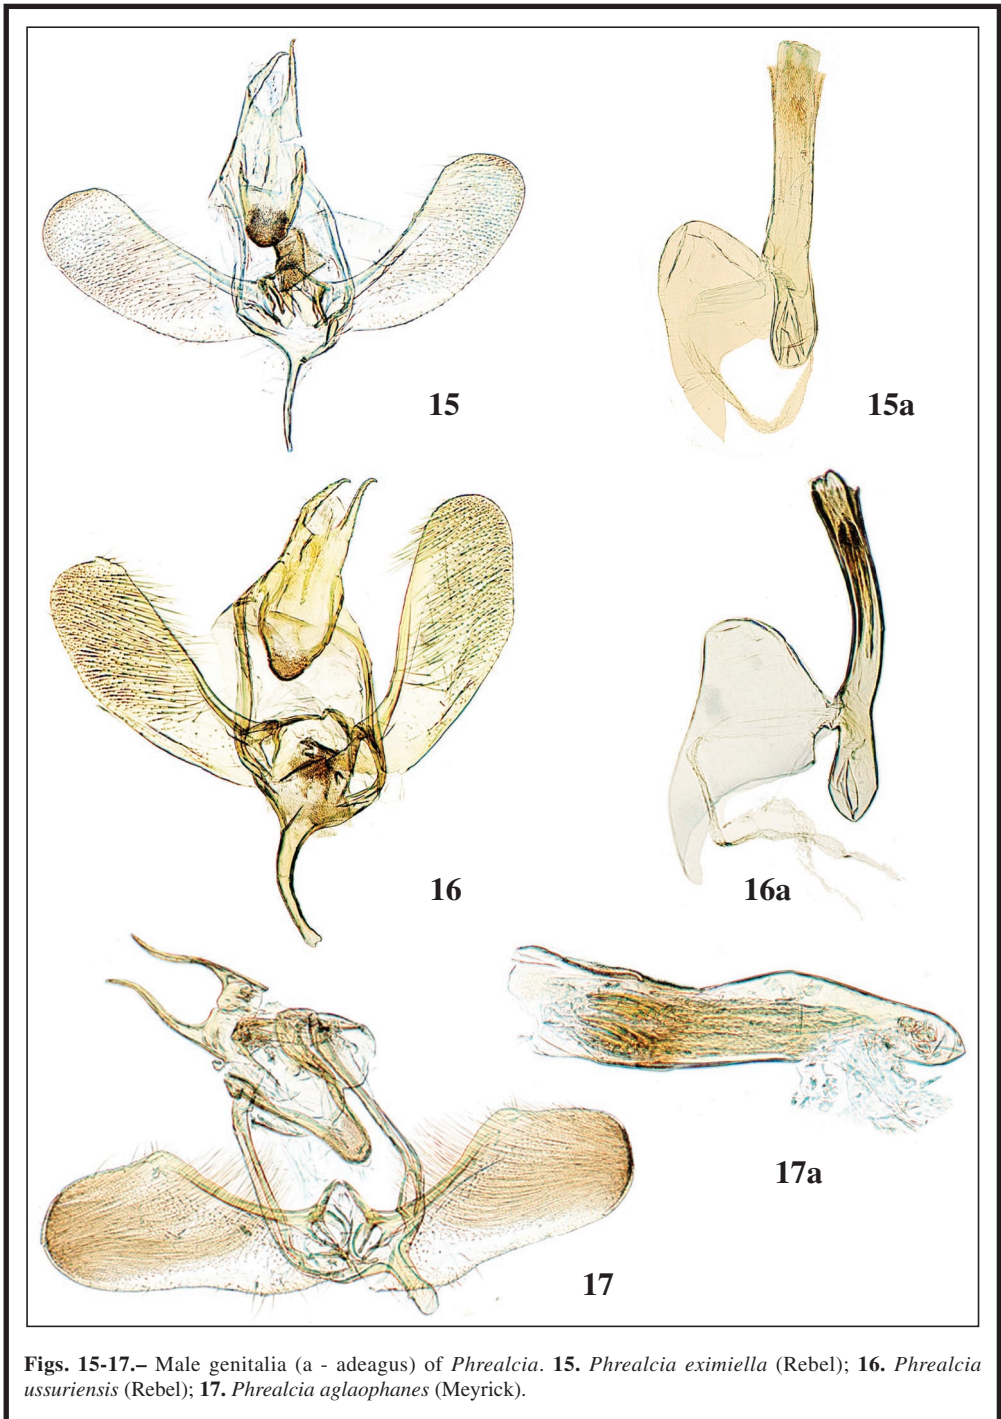 15
15a
16
16a
17a
17
Figs. 15-17.– Male genitalia (a - adeagus) of Phrealcia. 15. Phrealcia eximiella (Rebel); 16. Phrealcia
ussuriensis (Rebel); 17. Phrealcia aglaophanes (Meyrick).